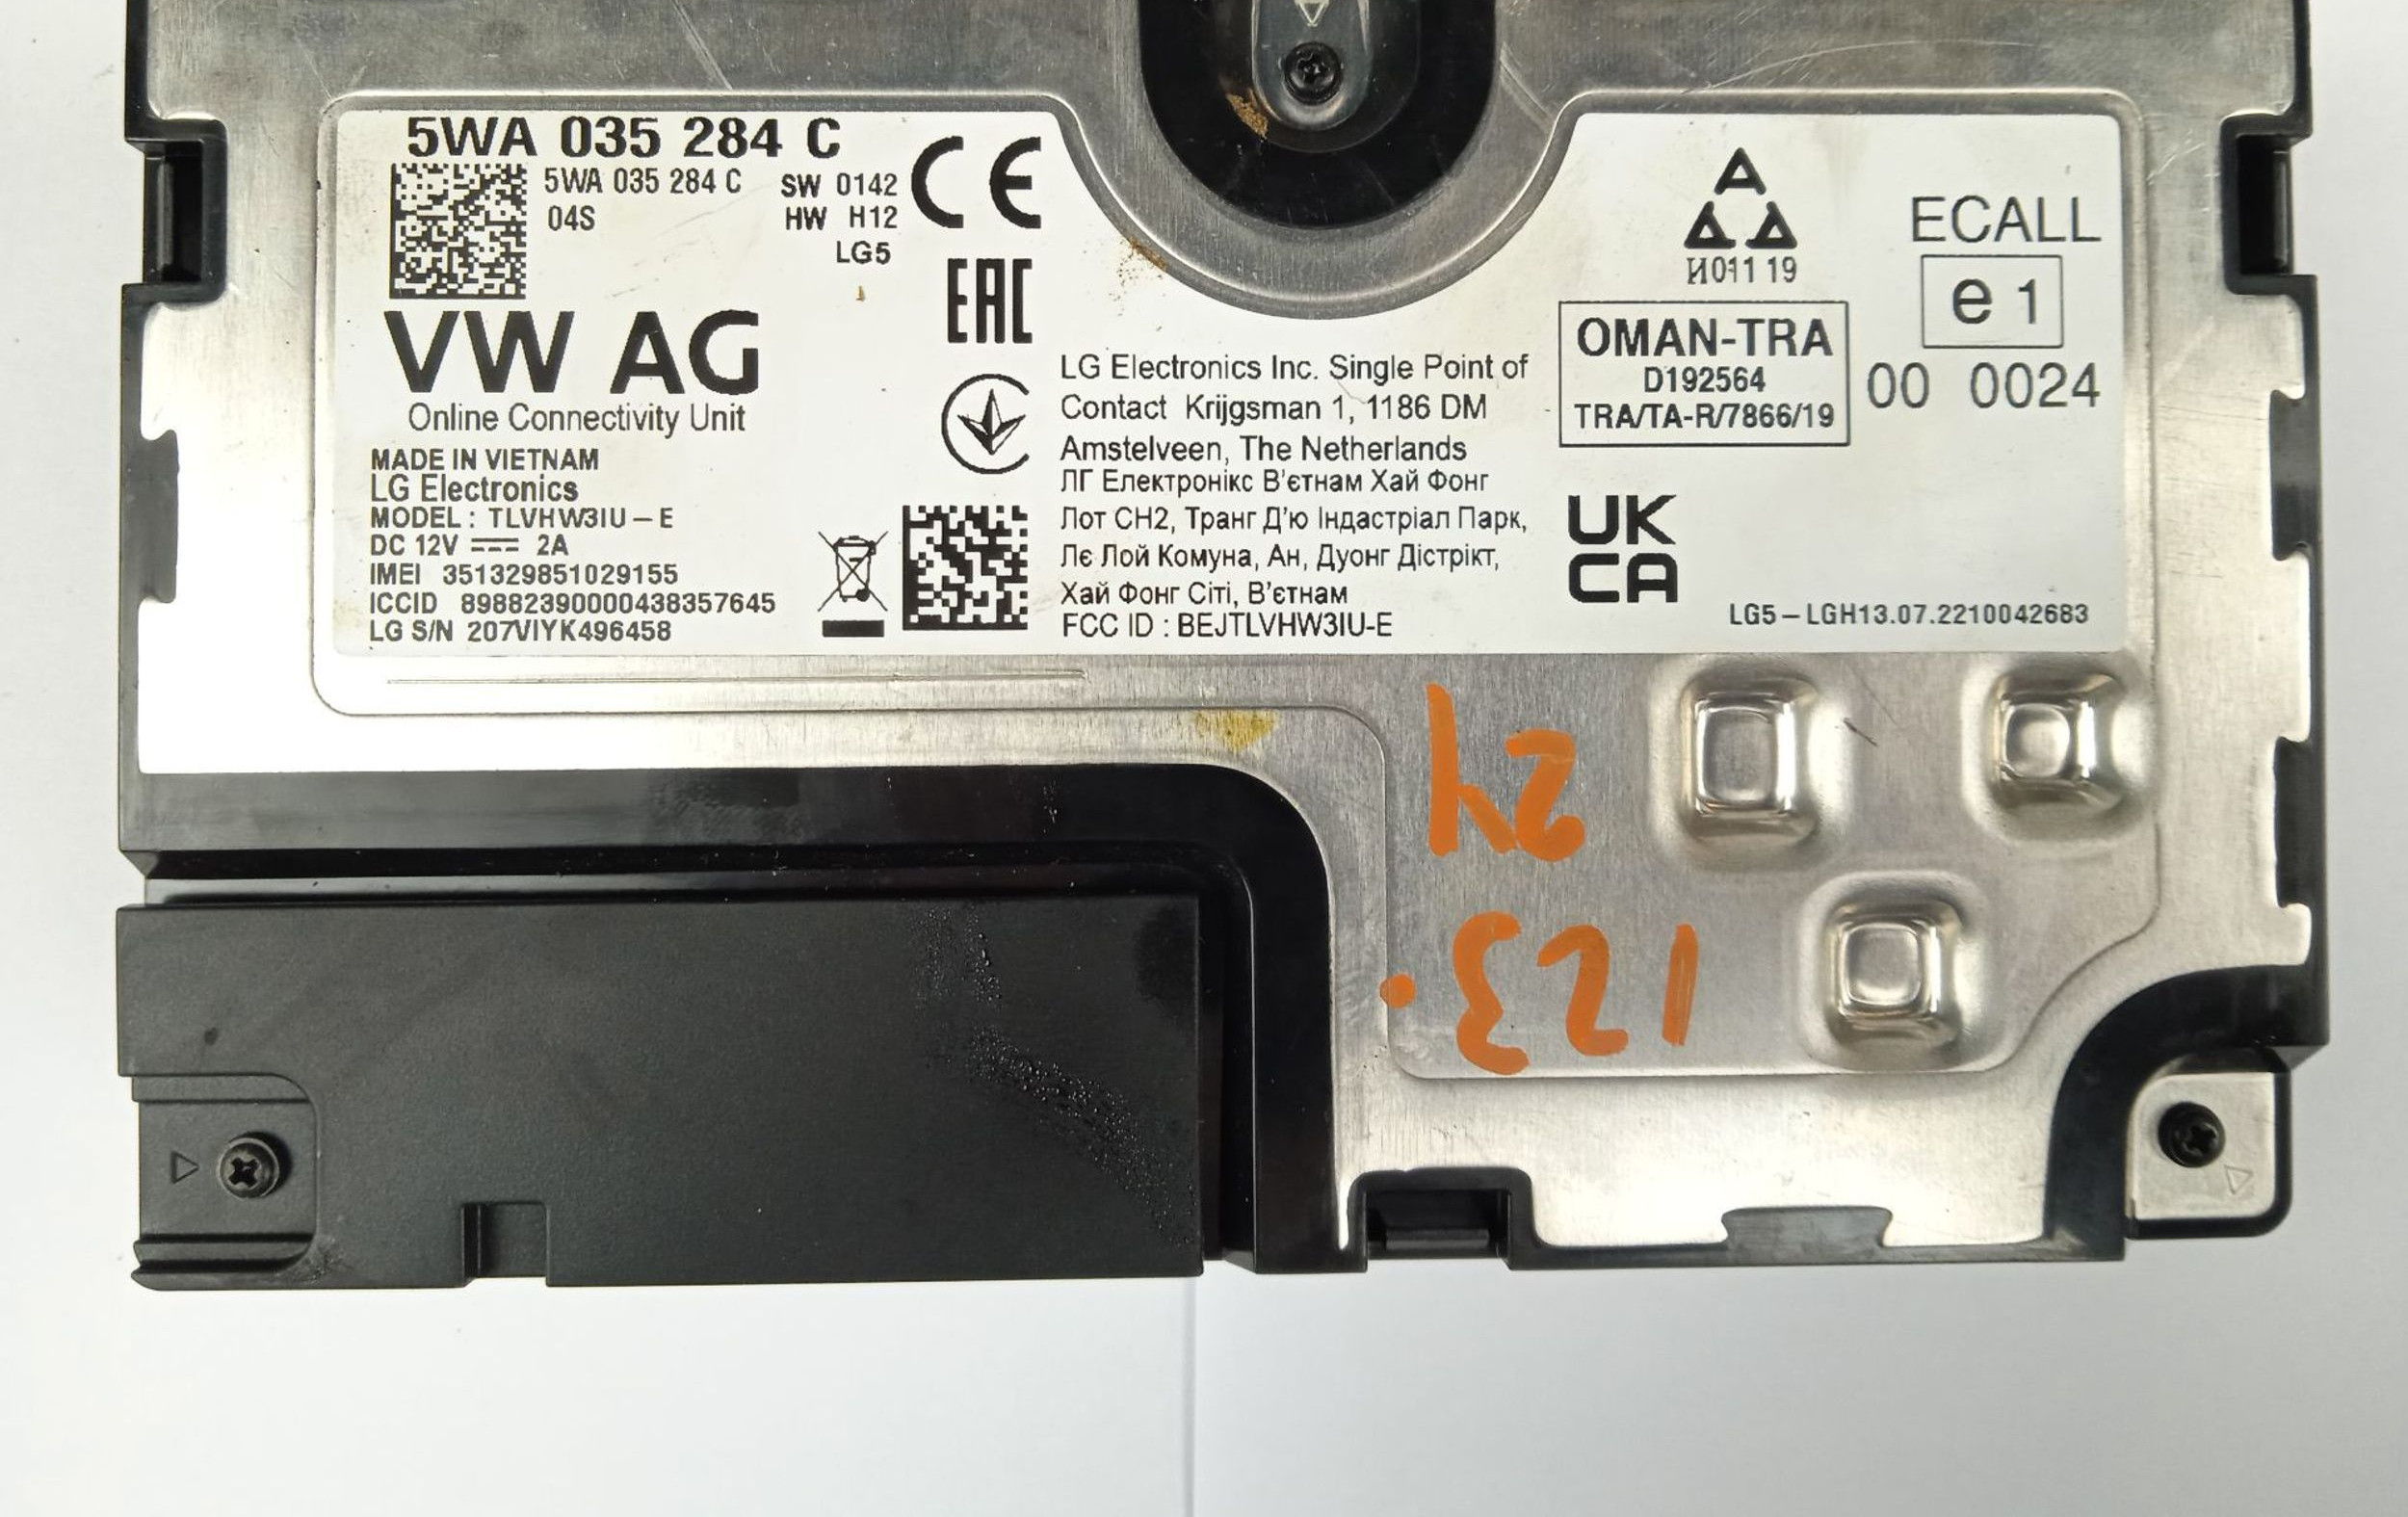 5WA 035 284 C
5WA 035 284 C SW 0142
04S HW H12
LG5
VW AG
Online Connectivity Unit
MADE IN VIETNAM
LG Electronics
MODEL : TLVHW3IU-E
DC 12V 2A
IMEI 351329851029155
ICCID 89882390000438357645
LG S/N 207VIYK496458
CE
EAC
LG Electronics Inc. Single Point of
Contact Krijgsman 1, 1186 DM
Amstelveen, The Netherlands
ЛГ Електронікс В'єтнам Хай Фонг
Лот CH2, Транг Д'ю Індастріал Парк,
Лє Лой Комуна, Ан, Дуонг Дістрікт,
Хай Фонг Сіті, В'єтнам
FCC ID : BEJTLVHW3IU-E
И011 19
OMAN-TRA
D192564
TRA/TA-R/7866/19
ECALL
e1
00 0024
UK
CA
LG5-LGH13.07.2210042683
123.
24